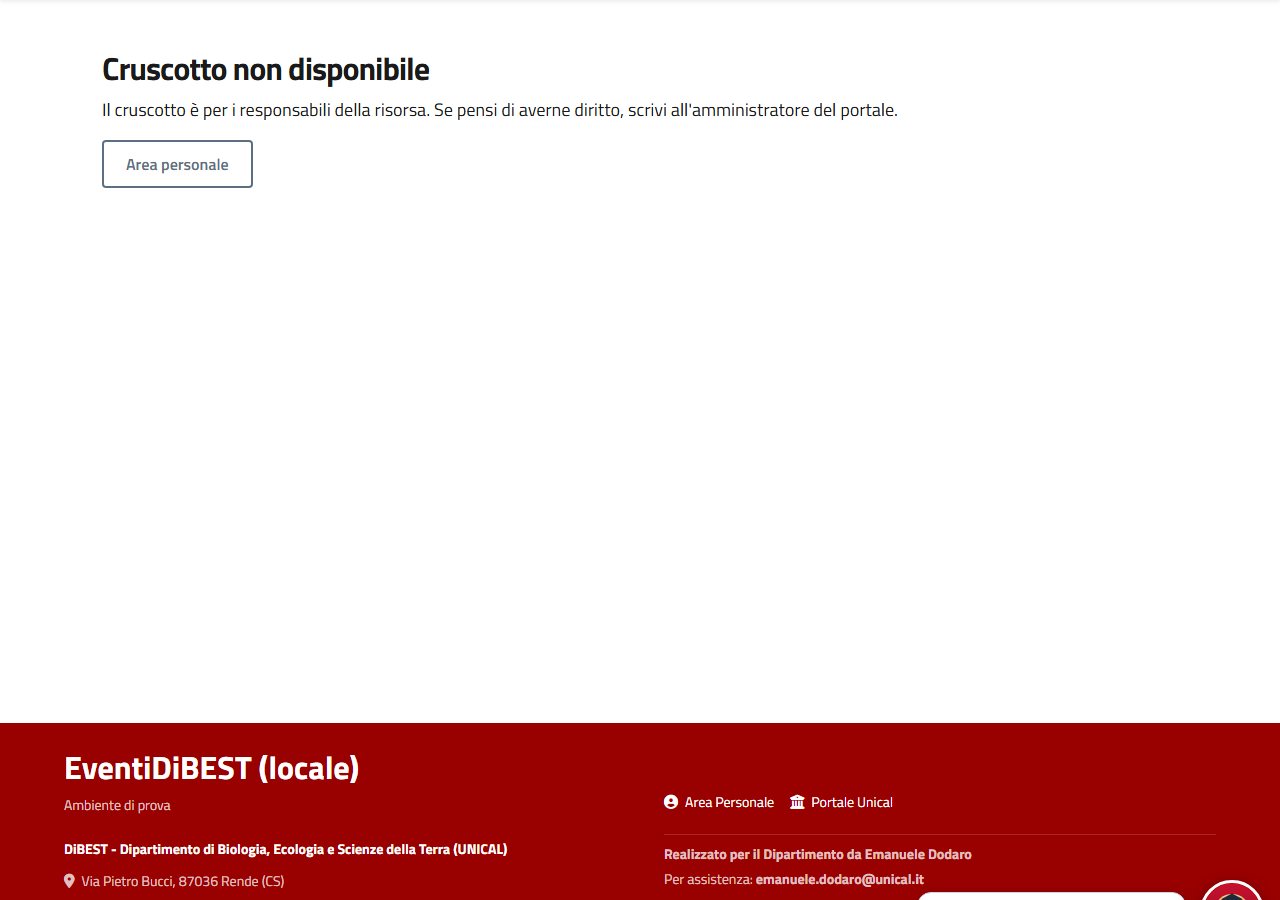 Cruscotto non disponibile
Il cruscotto è per i responsabili della risorsa. Se pensi di averne diritto, scrivi all'amministratore del portale.
Area personale
EventiDiBEST (locale)
Ambiente di prova
DiBEST - Dipartimento di Biologia, Ecologia e Scienze della Terra (UNICAL)
Via Pietro Bucci, 87036 Rende (CS)
Area Personale Portale Unical
Realizzato per il Dipartimento da Emanuele Dodaro
Per assistenza: emanuele.dodaro@unical.it